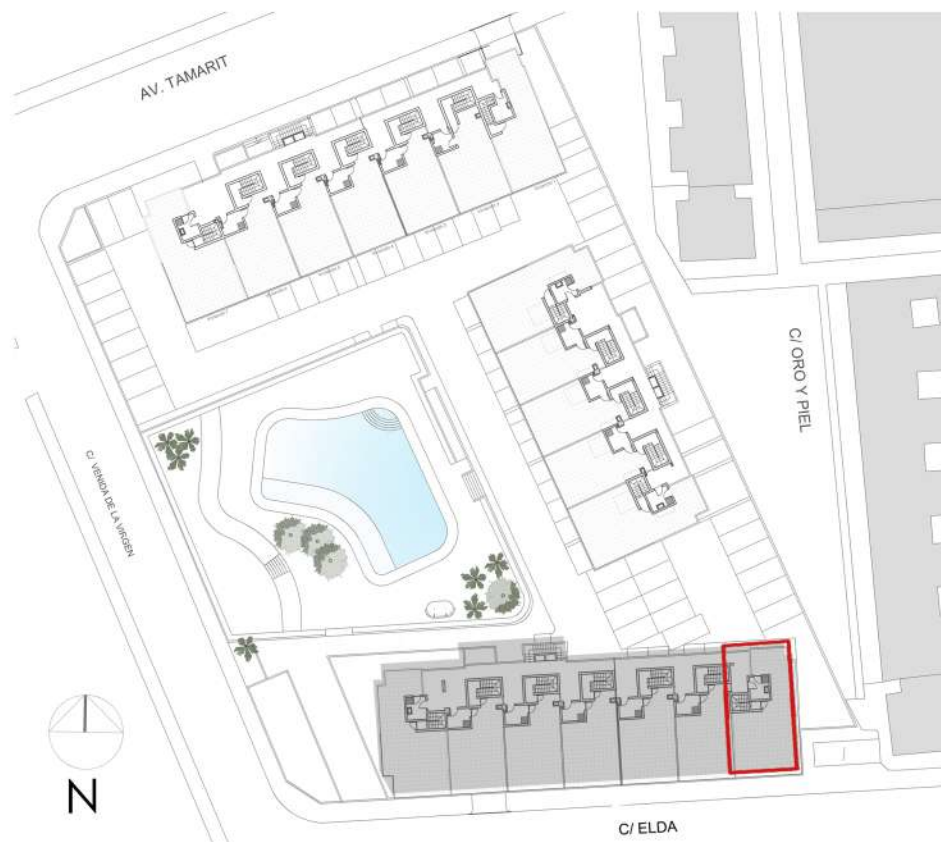 AV. TAMARIT
C/ ORO Y PIEL
C/ VENIDA DE LA VIRGEN
N
C/ ELDA